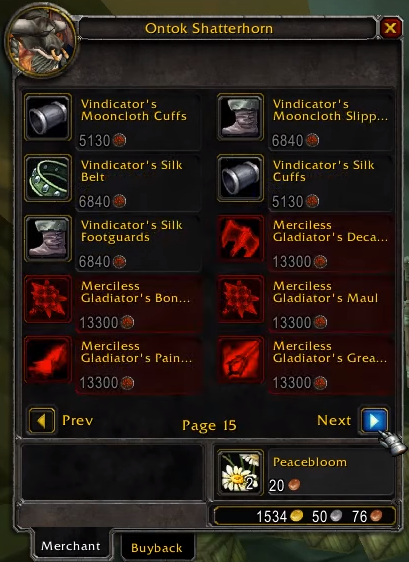 Ontok Shatterhorn
Vindicator's
Mooncloth Cuffs
5130
Vindicator's
Mooncloth Slipp...
6840
Vindicator's Silk
Belt
6840
Vindicator's Silk
Cuffs
5130
Vindicator's Silk
Footguards
6840
Merciless
Gladiator's Deca...
13300
Merciless
Gladiator's Bon...
13300
Merciless
Gladiator's Maul
13300
Merciless
Gladiator's Pain...
13300
Merciless
Gladiator's Grea...
13300
Prev
Page 15
Next
2
Peacebloom
20
1534 50 76
Merchant
Buyback